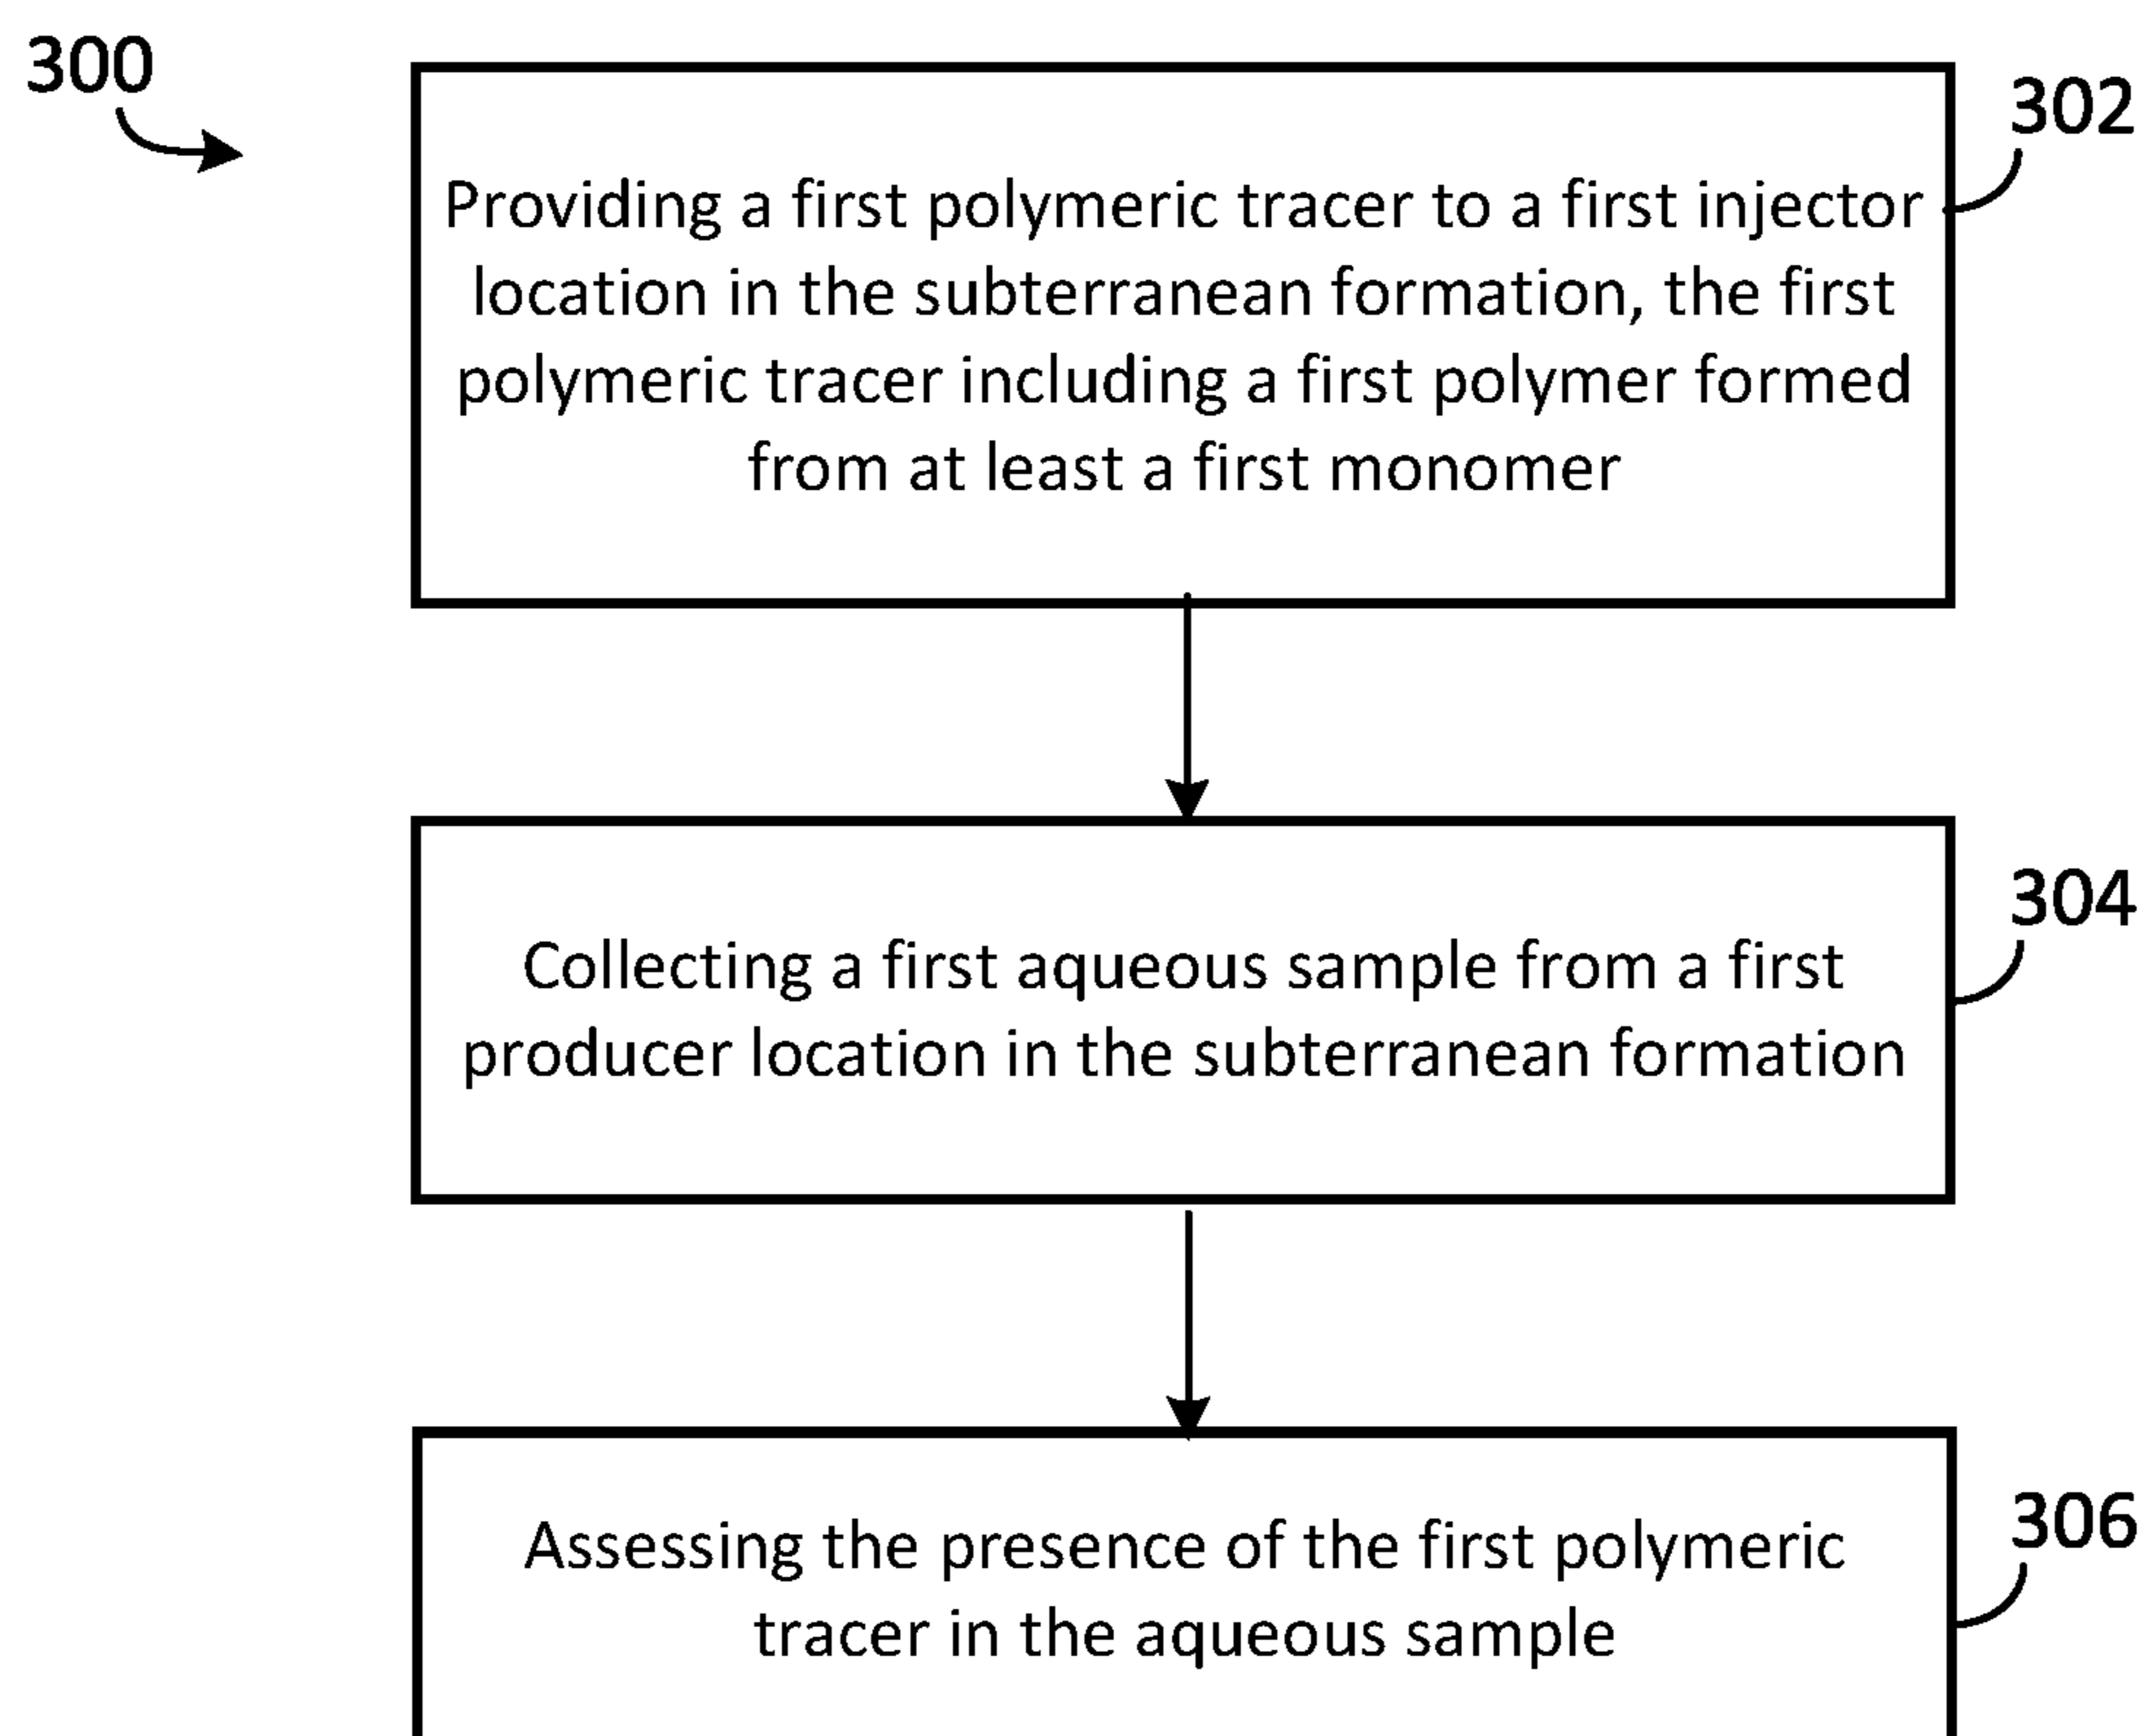 300
302
Providing a first polymeric tracer to a first injector
location in the subterranean formation, the first
polymeric tracer including a first polymer formed
from at least a first monomer
304
Collecting a first aqueous sample from a first
producer location in the subterranean formation
306
Assessing the presence of the first polymeric
tracer in the aqueous sample